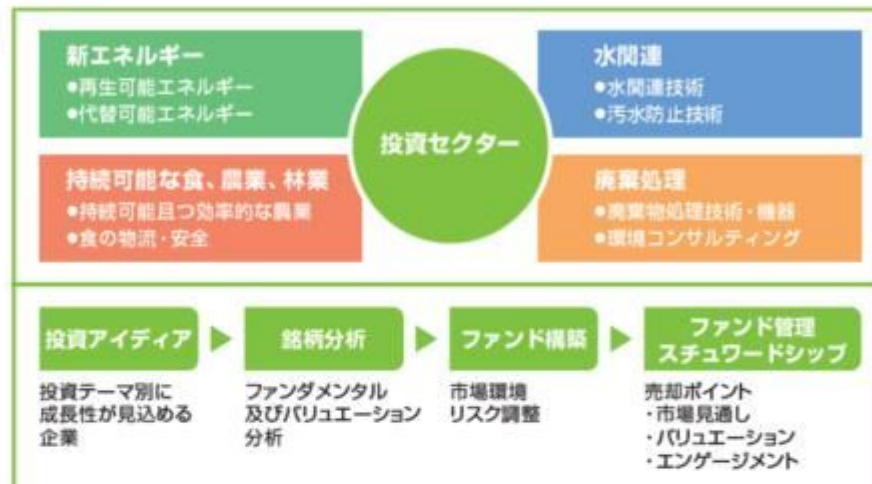 新エネルギー
●再生可能エネルギー
●代替可能エネルギー
水関連
●水関連技術
●汚水防止技術
投資セクター
持続可能な食、農業、林業
●持続可能且つ効率的な農業
●食の物流・安全
廃棄処理
●廃棄物処理技術・機器
●環境コンサルティング
投資アイディア
投資テーマ別に
成長性が見込める
企業
銘柄分析
ファンダメンタル
及びバリュエーション
分析
ファンド構築
市場環境
リスク調整
ファンド管理
スチュワードシップ
売却ポイント
・市場見通し
・バリュエーション
・エンゲージメント